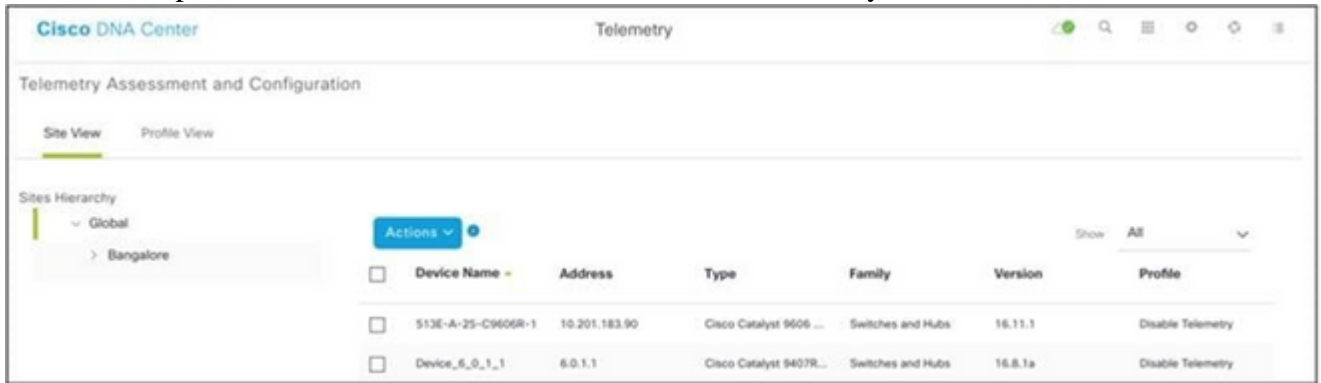 Cisco DNA Center Telemetry
Telemetry Assessment and Configuration
Site View Profile View
Sites Hierarchy
Global
Bangalore
Actions
Show All
Device Name Address Type Family Version Profile
513E-A-25-C9606R-1 10.201.183.90 Cisco Catalyst 9606 ... Switches and Hubs 16.11.1 Disable Telemetry
Device_6_0_1_1 6.0.1.1 Cisco Catalyst 9407R... Switches and Hubs 16.8.1a Disable Telemetry